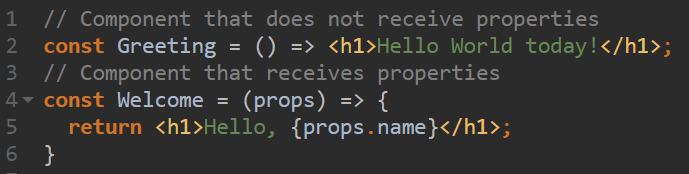 1 // Component that does not receive properties
2 const Greeting = () => <h1>Hello World today!</h1>;
3 // Component that receives properties
4 const Welcome = (props) => {
5   return <h1>Hello, {props.name}</h1>;
6 }